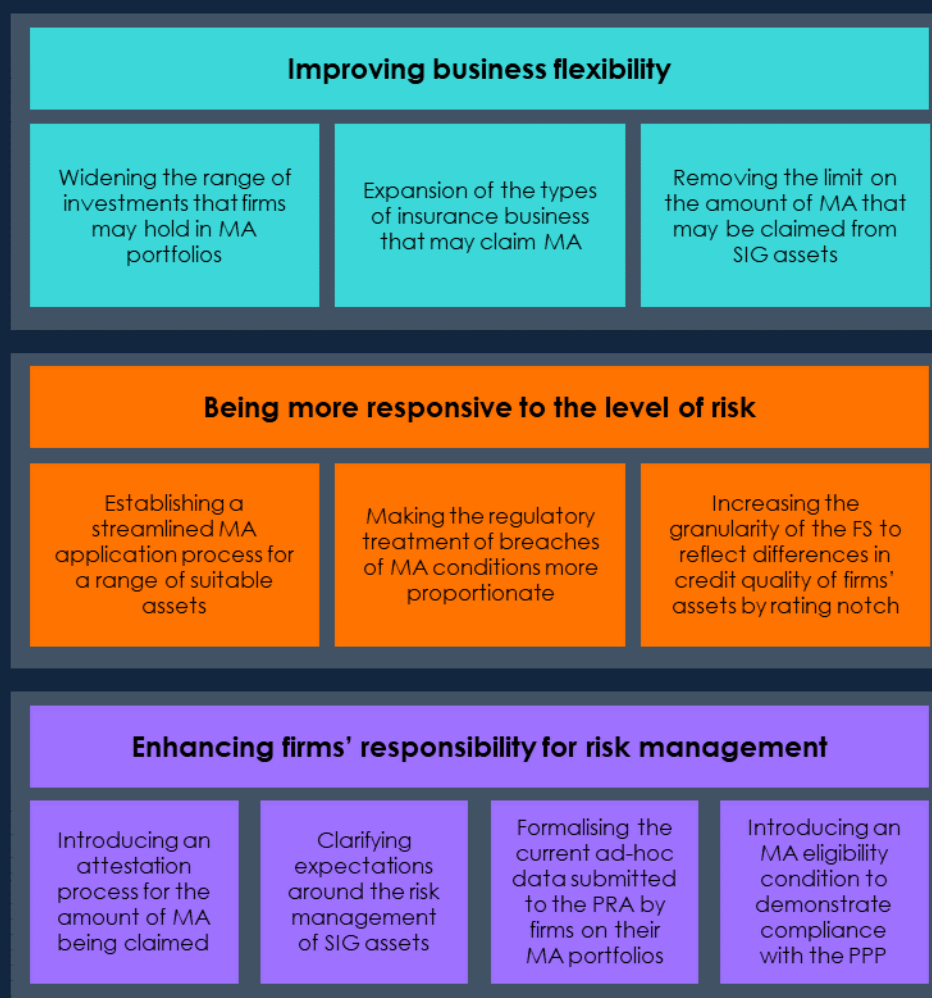 Improving business flexibility
Widening the range of
investments that firms
may hold in MA
portfolios
Expansion of the types
of insurance business
that may claim MA
Removing the limit on
the amount of MA that
may be claimed from
SIG assets
Being more responsive to the level of risk
Establishing a
streamlined MA
application process for
a range of suitable
assets
Making the regulatory
treatment of breaches
of MA conditions more
proportionate
Increasing the
granularity of the FS to
reflect differences in
credit quality of firms’
assets by rating notch
Enhancing firms’ responsibility for risk management
Introducing an
attestation
process for the
amount of MA
being claimed
Clarifying
expectations
around the risk
management
of SIG assets
Formalising the
current ad-hoc
data submitted
to the PRA by
firms on their
MA portfolios
Introducing an
MA eligibility
condition to
demonstrate
compliance
with the PPP